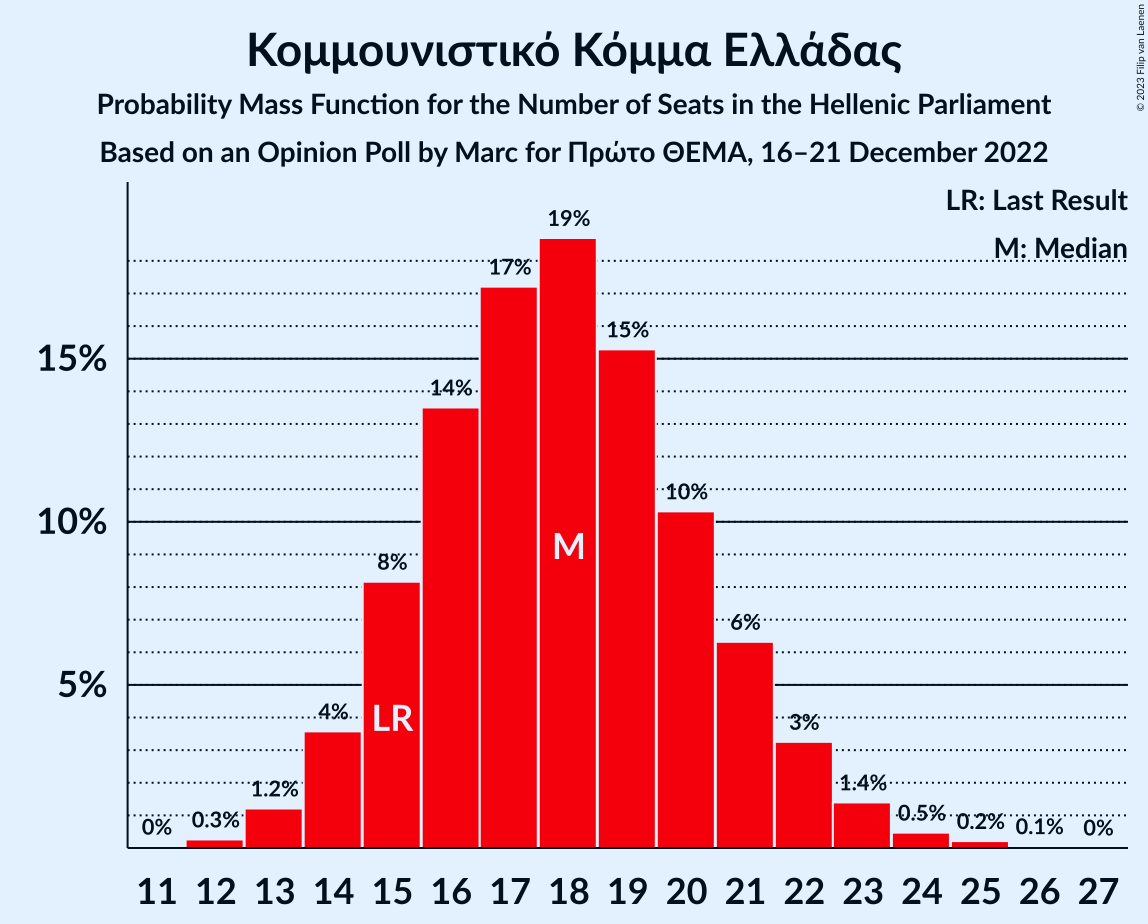 Κομμουνιστικό Κόμμα Ελλάδας
Probability Mass Function for the Number of Seats in the Hellenic Parliament
Based on an Opinion Poll by Marc for Πρώτο ΘΕΜΑ, 16–21 December 2022
© 2023 Filip van Laenen
LR: Last Result
M: Median
15%
10%
5%
0%
0.3%
1.2%
4%
8%
14%
17%
19%
15%
10%
6%
3%
1.4%
0.5%
0.2%
0.1%
0%
LR
M
11 12 13 14 15 16 17 18 19 20 21 22 23 24 25 26 27